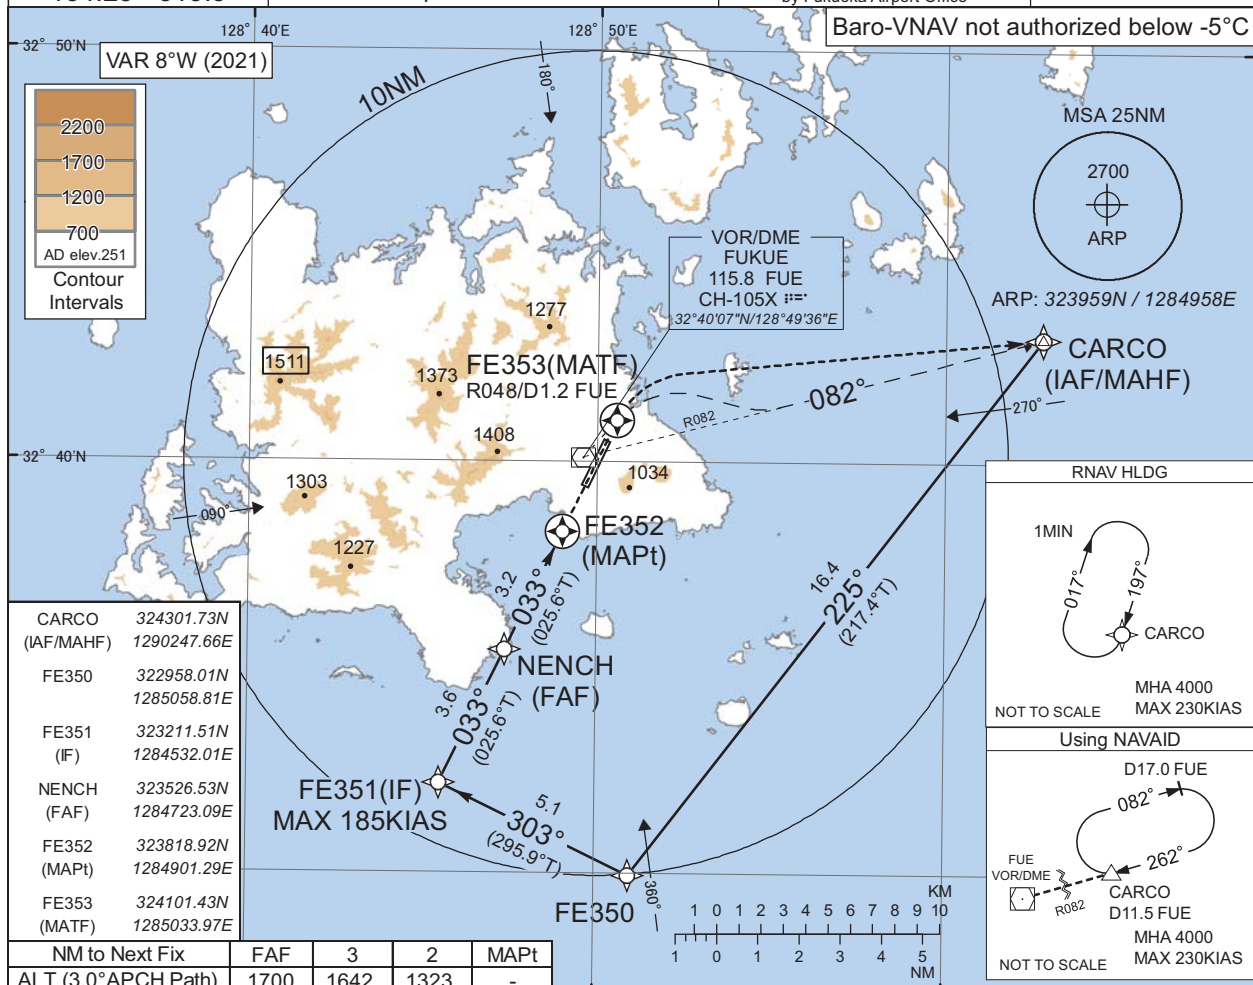 Baro-VNAV not authorized below -5°C
128° 40'E
128° 50'E
32° 50'N
VAR 8°W (2021)
10NM
180°
2200
1700
1200
700
AD elev.251
Contour
Intervals
MSA 25NM
2700
ARP
ARP: 323959N / 1284958E
VOR/DME
FUKUE
115.8 FUE
CH-105X
32°40'07"N/128°49'36"E
1277
1511
1373
FE353(MATF)
R048/D1.2 FUE
CARCO
(IAF/MAHF)
082°
R082
270°
1408
32° 40'N
1303
1034
090°
FE352
(MAPt)
1227
3.2
033°
(025.6°T)
16.4
225°
(217.4°T)
NENCH
(FAF)
3.6
033°
(025.6°T)
FE351(IF)
MAX 185KIAS
5.1
303°
(295.9°T)
FE350
360°
RNAV HLDG
1MIN
017°
197°
CARCO
MHA 4000
MAX 230KIAS
NOT TO SCALE
Using NAVAID
D17.0 FUE
082°
262°
FUE
VOR/DME
R082
CARCO
D11.5 FUE
MHA 4000
MAX 230KIAS
NOT TO SCALE
CARCO 324301.73N
(IAF/MAHF) 1290247.66E
FE350 322958.01N
1285058.81E
FE351 323211.51N
(IF) 1284532.01E
NENCH 323526.53N
(FAF) 1284723.09E
FE352 323818.92N
(MAPt) 1284901.29E
FE353 324101.43N
(MATF) 1285033.97E
KM
1 0 1 2 3 4 5 6 7 8 9 10
1 0 1 2 3 4 5
NM
NM to Next Fix FAF 3 2 MAPt
ALT (3.0°APCH Path) 1700 1642 1323 -